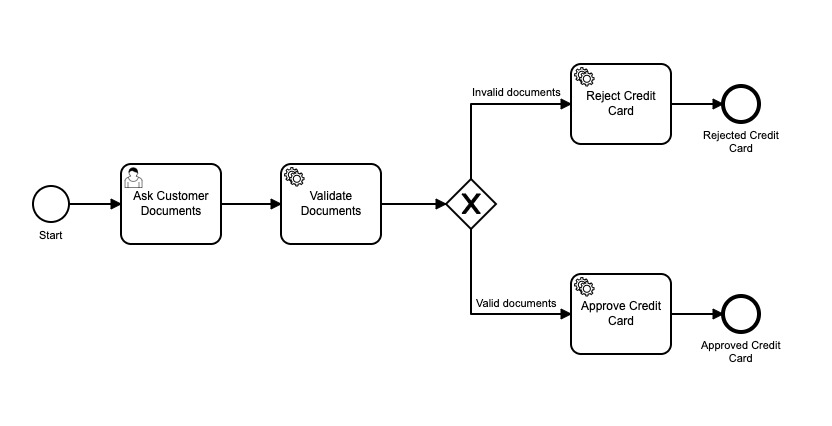 Start
Ask Customer
Documents
Validate
Documents
X
Invalid documents
Reject Credit
Card
Rejected Credit
Card
Valid documents
Approve Credit
Card
Approved Credit
Card